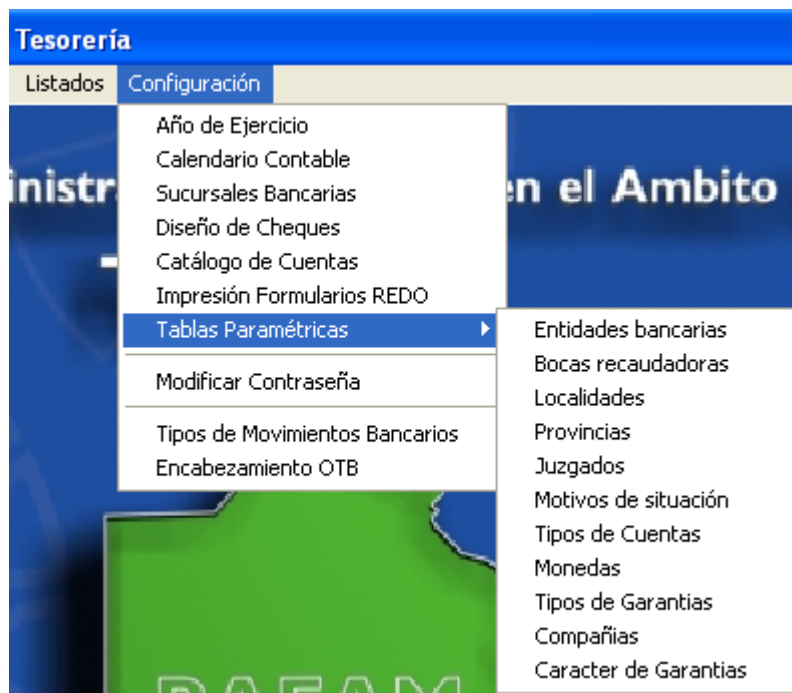 Tesorería
Listados Configuración
en el Ambito
Año de Ejercicio
Calendario Contable
Sucursales Bancarias
Diseño de Cheques
Catálogo de Cuentas
Impresión Formularios REDO
Tablas Paramétricas
Modificar Contraseña
Tipos de Movimientos Bancarios
Encabezamiento OTB
Entidades bancarias
Bocas recaudadoras
Localidades
Provincias
Juzgados
Motivos de situación
Tipos de Cuentas
Monedas
Tipos de Garantias
Compañias
Caracter de Garantias
RAFAM